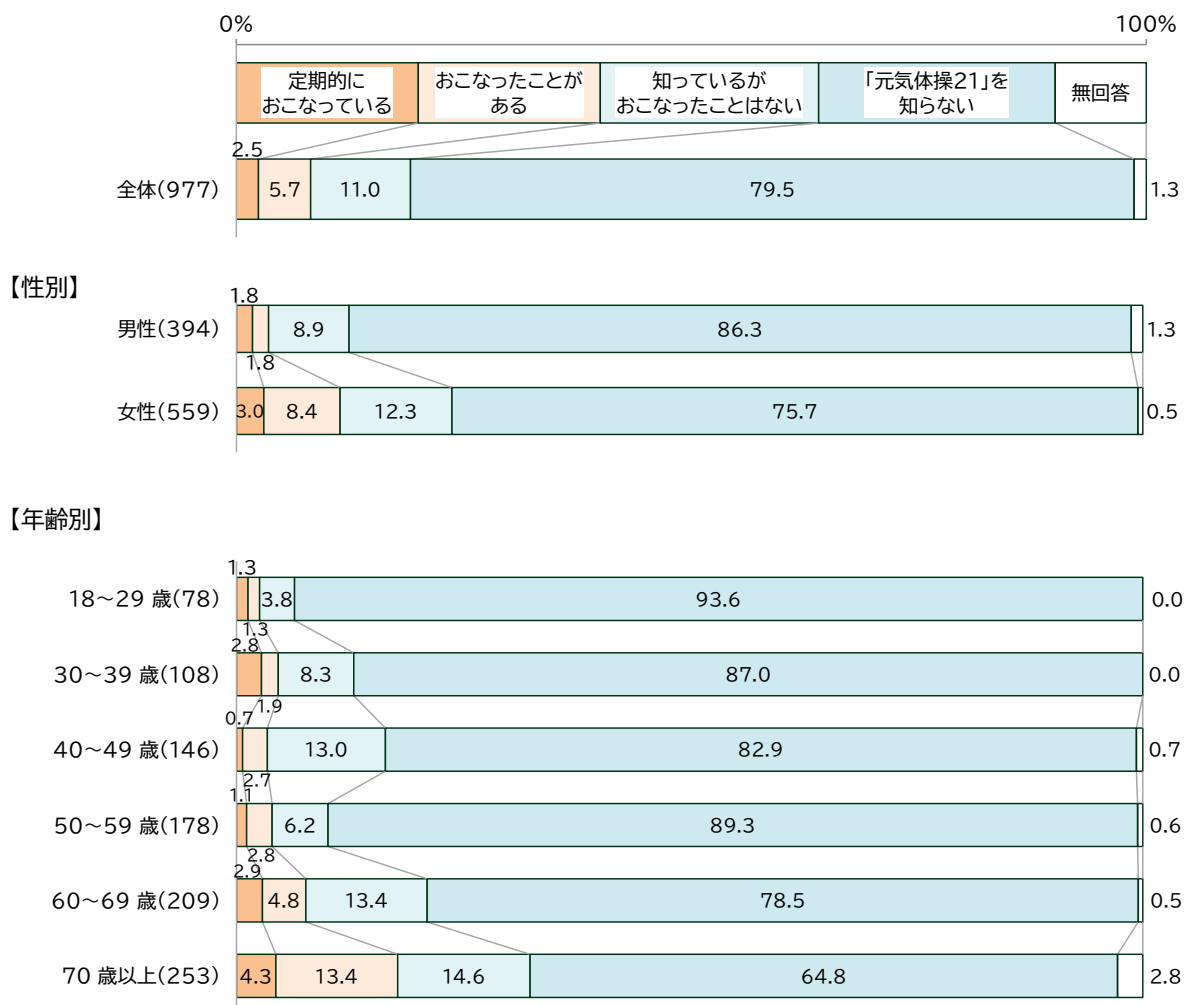 0% 100%
定期的に
おこなっている
おこなったことが
ある
知っているが
おこなったことはない
「元気体操21」を
知らない
無回答
2.5
全体(977) 5.7 11.0 79.5 1.3
【性別】
1.8
男性(394) 8.9 86.3 1.3
1.8
女性(559) 3.0 8.4 12.3 75.7 0.5
【年齢別】
1.3
18～29 歳(78) 3.8 93.6 0.0
1.3
2.8
30～39 歳(108) 8.3 87.0 0.0
1.9
0.7
40～49 歳(146) 13.0 82.9 0.7
2.7
1.1
50～59 歳(178) 6.2 89.3 0.6
2.8
2.9
60～69 歳(209) 4.8 13.4 78.5 0.5
70 歳以上(253) 4.3 13.4 14.6 64.8 2.8